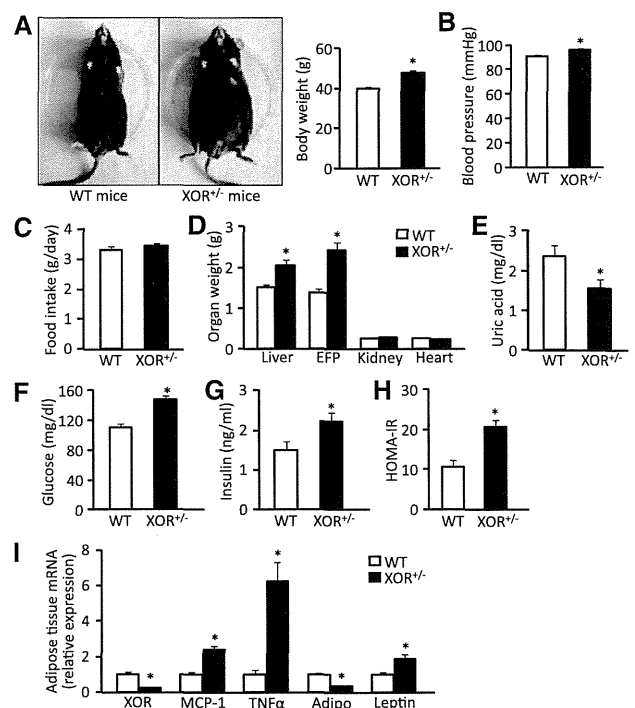 A
WT mice
XOR+/- mice
Body weight (g)
60
40
20
0
*
WT
XOR+/-
B
Blood pressure (mmHg)
100
80
60
40
20
0
*
WT
XOR+/-
C
Food intake (g/day)
4
3
2
1
0
WT
XOR+/-
D
Organ weight (g)
3
2
1
0
*
*
WT
XOR+/-
Liver
EFP
Kidney
Heart
E
Uric acid (mg/dl)
3
2
1
0
*
WT
XOR+/-
F
Glucose (mg/dl)
160
120
80
40
0
*
WT
XOR+/-
G
Insulin (ng/ml)
3
2
1
0
*
WT
XOR+/-
H
HOMA-IR
30
20
10
0
*
WT
XOR+/-
I
Adipose tissue mRNA
(relative expression)
8
6
4
2
0
*
*
*
*
*
WT
XOR+/-
XOR
MCP-1
TNFα
Adipo
Leptin